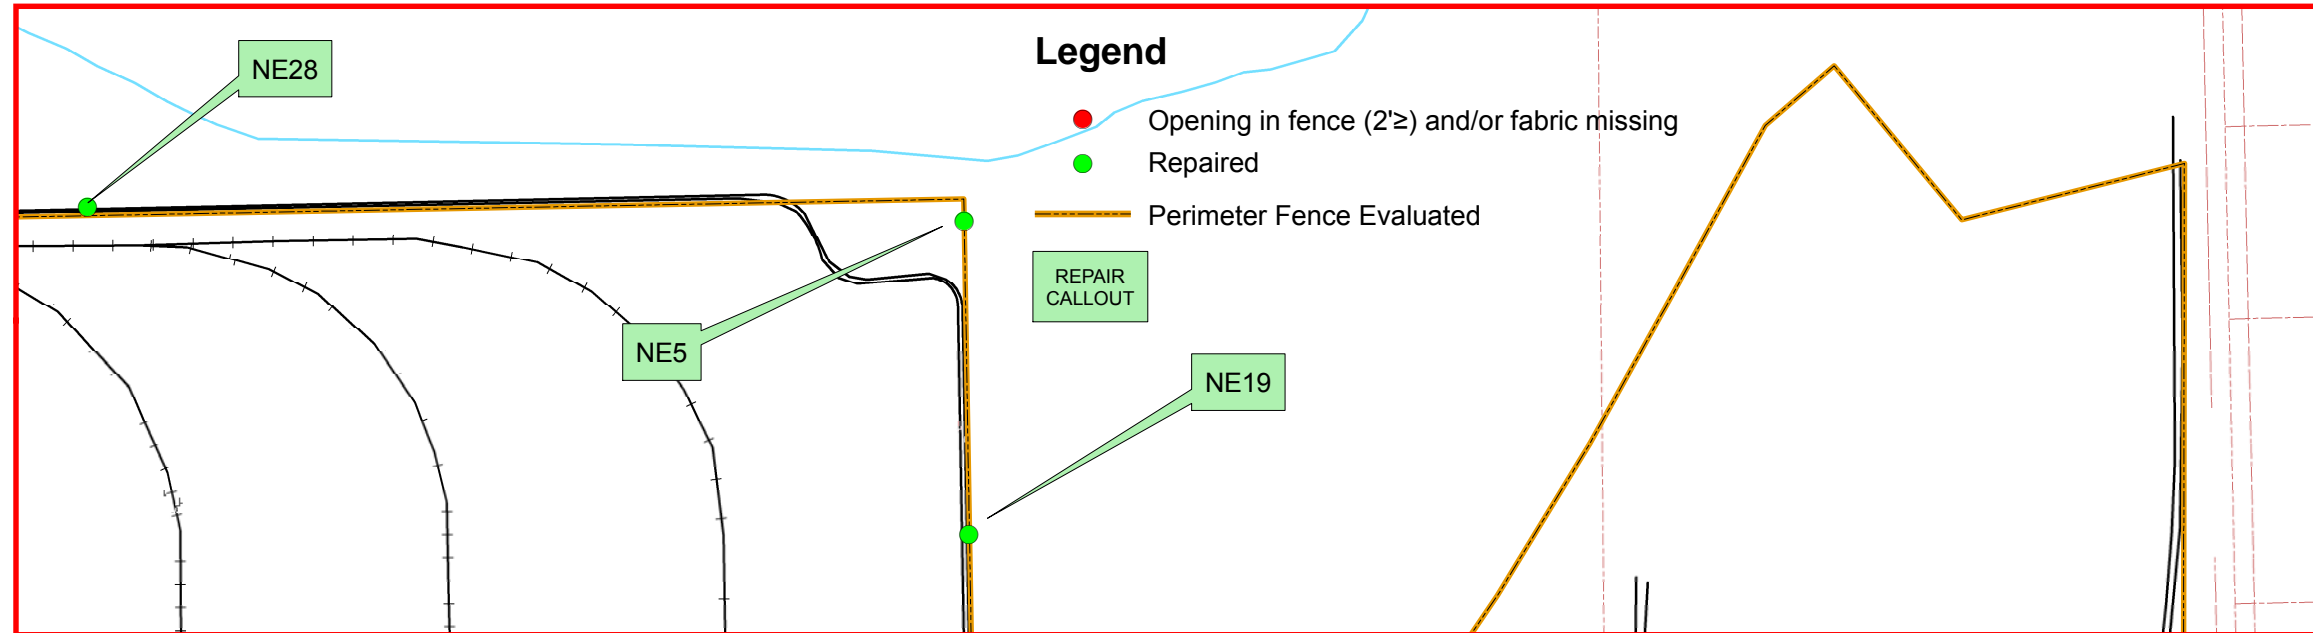 NE28
Legend
Opening in fence (2'≥) and/or fabric missing
Repaired
Perimeter Fence Evaluated
REPAIR
CALLOUT
NE5
NE19